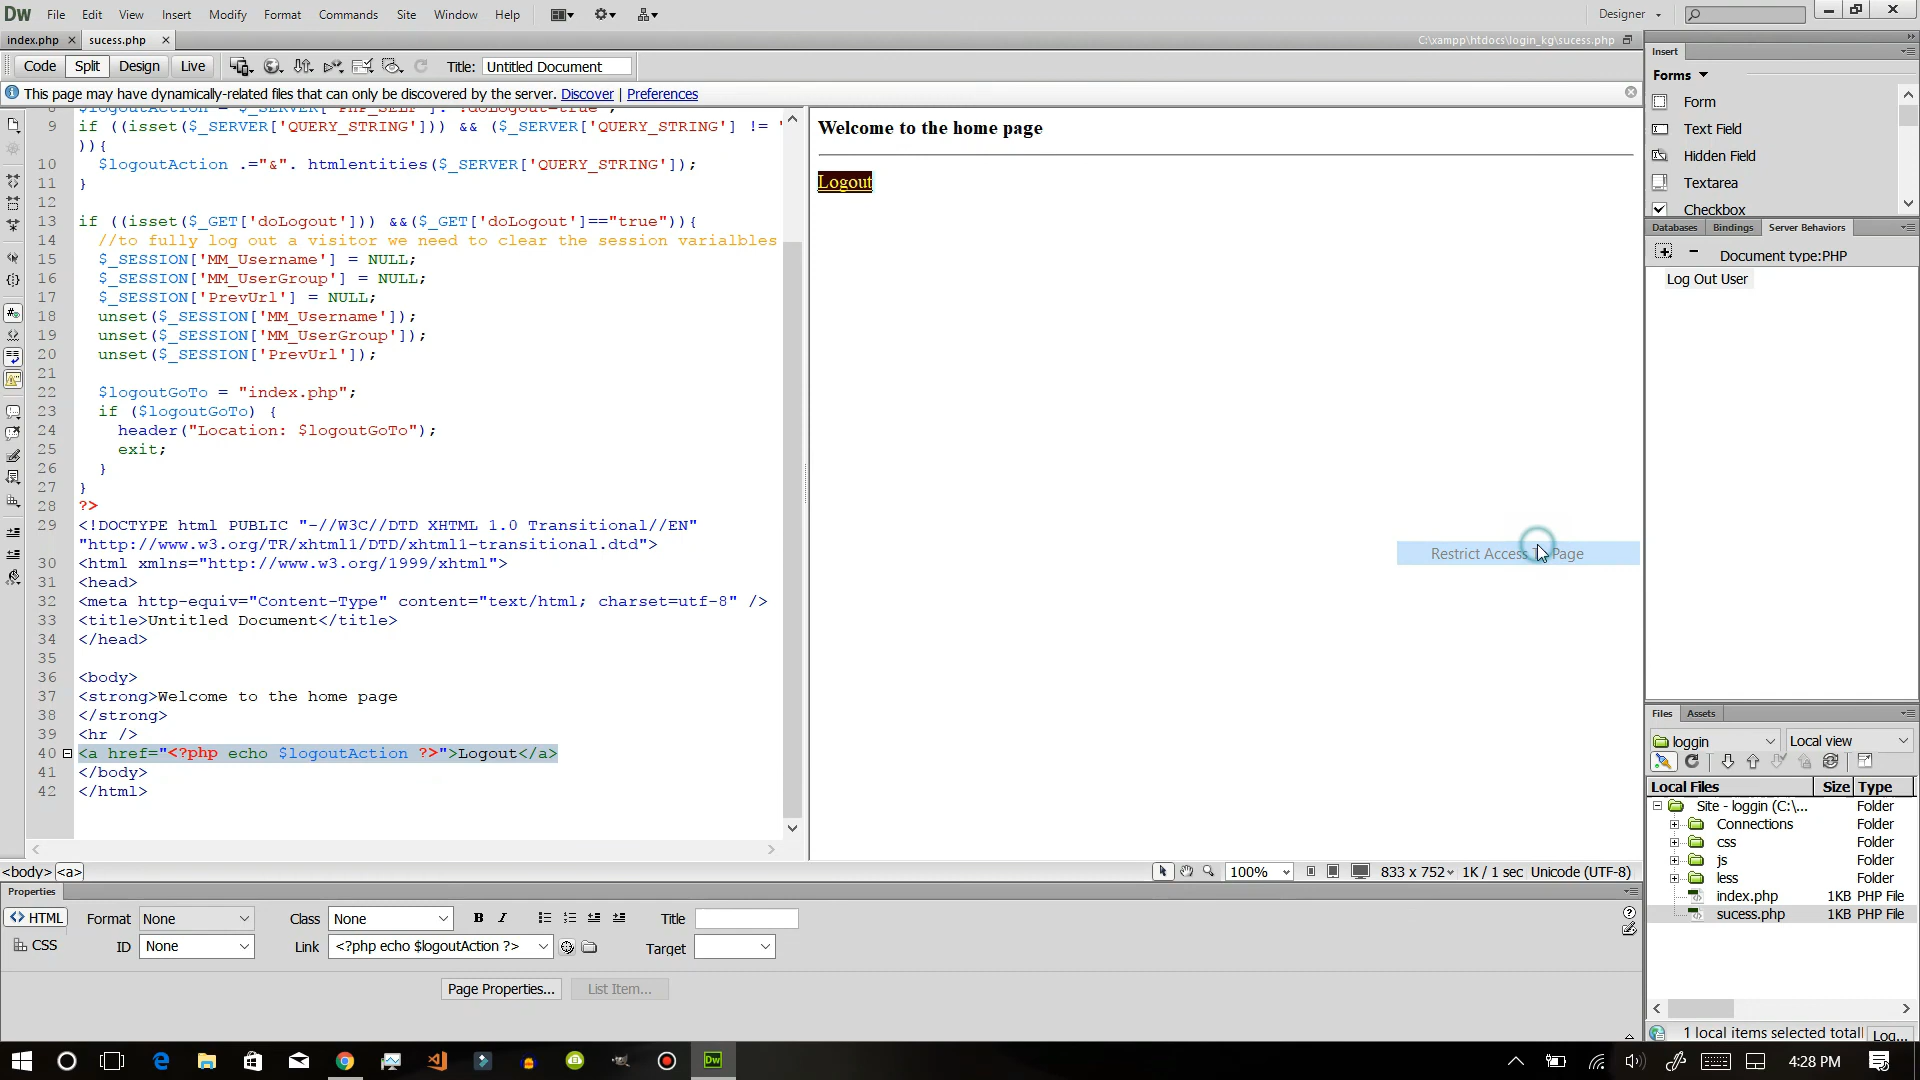 Dw File Edit View Insert Modify Format Commands Site Window Help Designer
index.php sucess.php C:\xampp\htdocs\login_kg\sucess.php
Code Split Design Live Title: Untitled Document
This page may have dynamically-related files that can only be discovered by the server. Discover Preferences
$logoutAction = $_SERVER['PHP_SELF']."?doLogout=true";
9 if ((isset($_SERVER['QUERY_STRING'])) && ($_SERVER['QUERY_STRING'] != "
)){
10 $logoutAction .="&". htmlentities($_SERVER['QUERY_STRING']);
11 }
12
13 if ((isset($_GET['doLogout'])) &&($_GET['doLogout']=="true")){
14 //to fully log out a visitor we need to clear the session varialbles
15 $_SESSION['MM_Username'] = NULL;
16 $_SESSION['MM_UserGroup'] = NULL;
17 $_SESSION['PrevUrl'] = NULL;
18 unset($_SESSION['MM_Username']);
19 unset($_SESSION['MM_UserGroup']);
20 unset($_SESSION['PrevUrl']);
21
22 $logoutGoTo = "index.php";
23 if ($logoutGoTo) {
24 header("Location: $logoutGoTo");
25 exit;
26 }
27 }
28 ?>
29 <!DOCTYPE html PUBLIC "-//W3C//DTD XHTML 1.0 Transitional//EN"
"http://www.w3.org/TR/xhtml1/DTD/xhtml1-transitional.dtd">
30 <html xmlns="http://www.w3.org/1999/xhtml">
31 <head>
32 <meta http-equiv="Content-Type" content="text/html; charset=utf-8" />
33 <title>Untitled Document</title>
34 </head>
35
36 <body>
37 <strong>Welcome to the home page
38 </strong>
39 <hr />
40 <a href="<?php echo $logoutAction ?>">Logout</a>
41 </body>
42 </html>
Welcome to the home page
Logout
Restrict Access To Page
Insert
Forms
Form
Text Field
Hidden Field
Textarea
Checkbox
Databases Bindings Server Behaviors
Document type:PHP
Log Out User
Files Assets
loggin Local view
Local Files Size Type
Site - loggin (C:\... Folder
Connections Folder
css Folder
js Folder
less Folder
index.php 1KB PHP File
sucess.php 1KB PHP File
1 local items selected totall Log...
<body> <a> 100% 833 x 752 1K / 1 sec Unicode (UTF-8)
Properties
<> HTML Format None Class None B I Title
CSS ID None Link <?php echo $logoutAction ?> Target
Page Properties... List Item...
Dw 4:28 PM